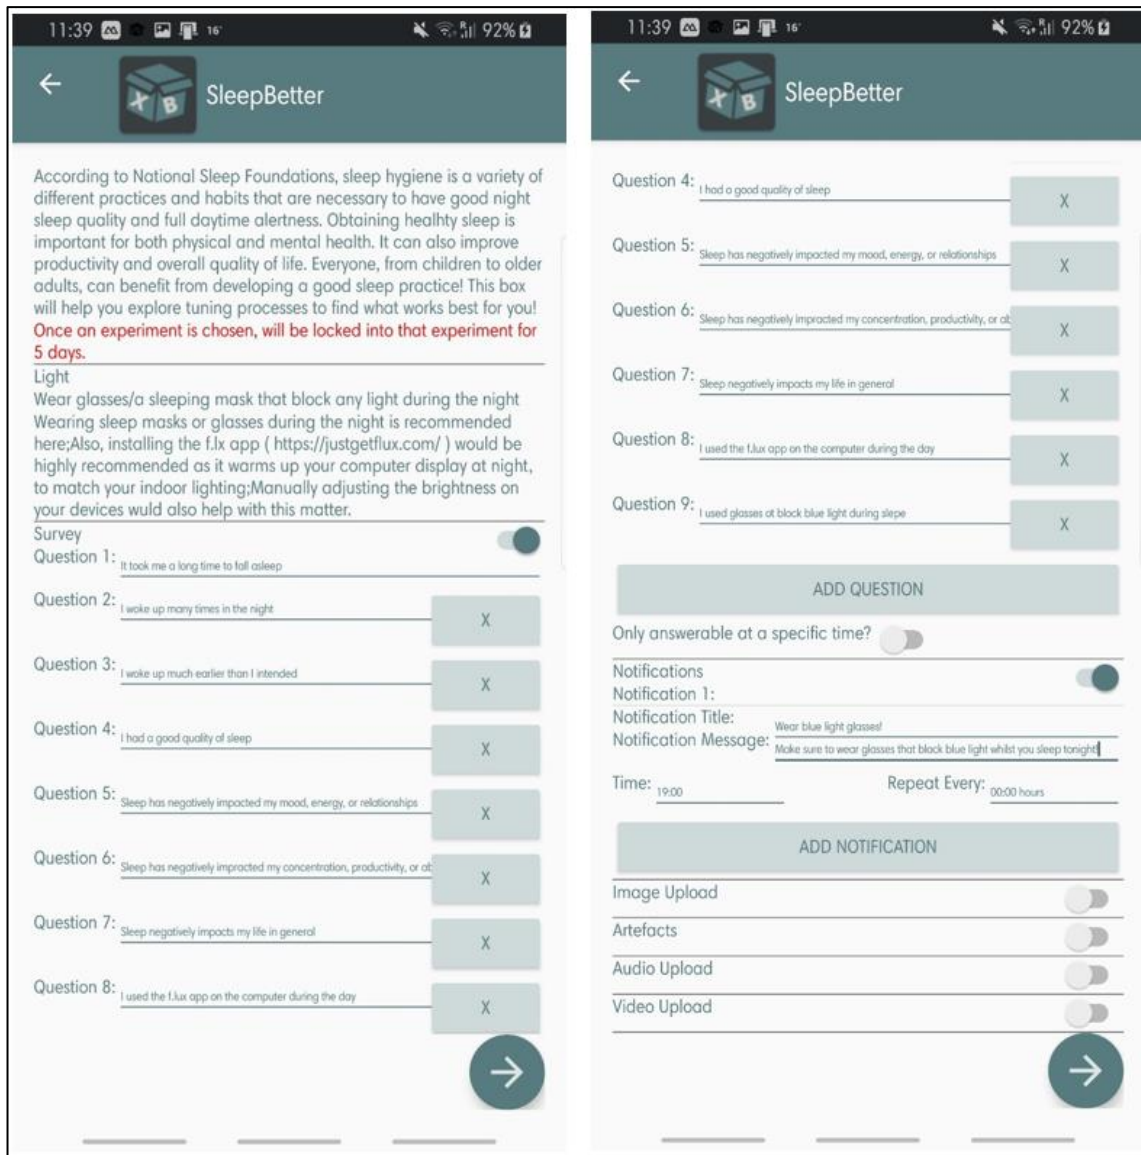 11:39 16° 92%
SleepBetter
X B
According to National Sleep Foundations, sleep hygiene is a variety of
different practices and habits that are necessary to have good night
sleep quality and full daytime alertness. Obtaining healhty sleep is
important for both physical and mental health. It can also improve
productivity and overall quality of life. Everyone, from children to older
adults, can benefit from developing a good sleep practice! This box
will help you explore tuning processes to find what works best for you!
Once an experiment is chosen, will be locked into that experiment for
5 days.
Light
Wear glasses/a sleeping mask that block any light during the night
Wearing sleep masks or glasses during the night is recommended
here;Also, installing the f.lx app ( https://justgetflux.com/ ) would be
highly recommended as it warms up your computer display at night,
to match your indoor lighting;Manually adjusting the brightness on
your devices wuld also help with this matter.
Survey
Question 1: It took me a long time to fall asleep
Question 2: I woke up many times in the night X
Question 3: I woke up much earlier than I intended X
Question 4: I had a good quality of sleep X
Question 5: Sleep has negatively impacted my mood, energy, or relationships X
Question 6: Sleep has negatively impracted my concentration, productivity, or ab X
Question 7: Sleep negatively impacts my life in general X
Question 8: I used the f.lux app on the computer during the day X
11:39 16° 92%
SleepBetter
X B
Question 4: I had a good quality of sleep X
Question 5: Sleep has negatively impacted my mood, energy, or relationships X
Question 6: Sleep has negatively impracted my concentration, productivity, or ab X
Question 7: Sleep negatively impacts my life in general X
Question 8: I used the f.lux app on the computer during the day X
Question 9: I used glasses ot block blue light during slepe X
ADD QUESTION
Only answerable at a specific time?
Notifications
Notification 1:
Notification Title: Wear blue light glasses!
Notification Message: Make sure to wear glasses that block blue light whilst you sleep tonight!
Time: 19:00 Repeat Every: 00:00 hours
ADD NOTIFICATION
Image Upload
Artefacts
Audio Upload
Video Upload